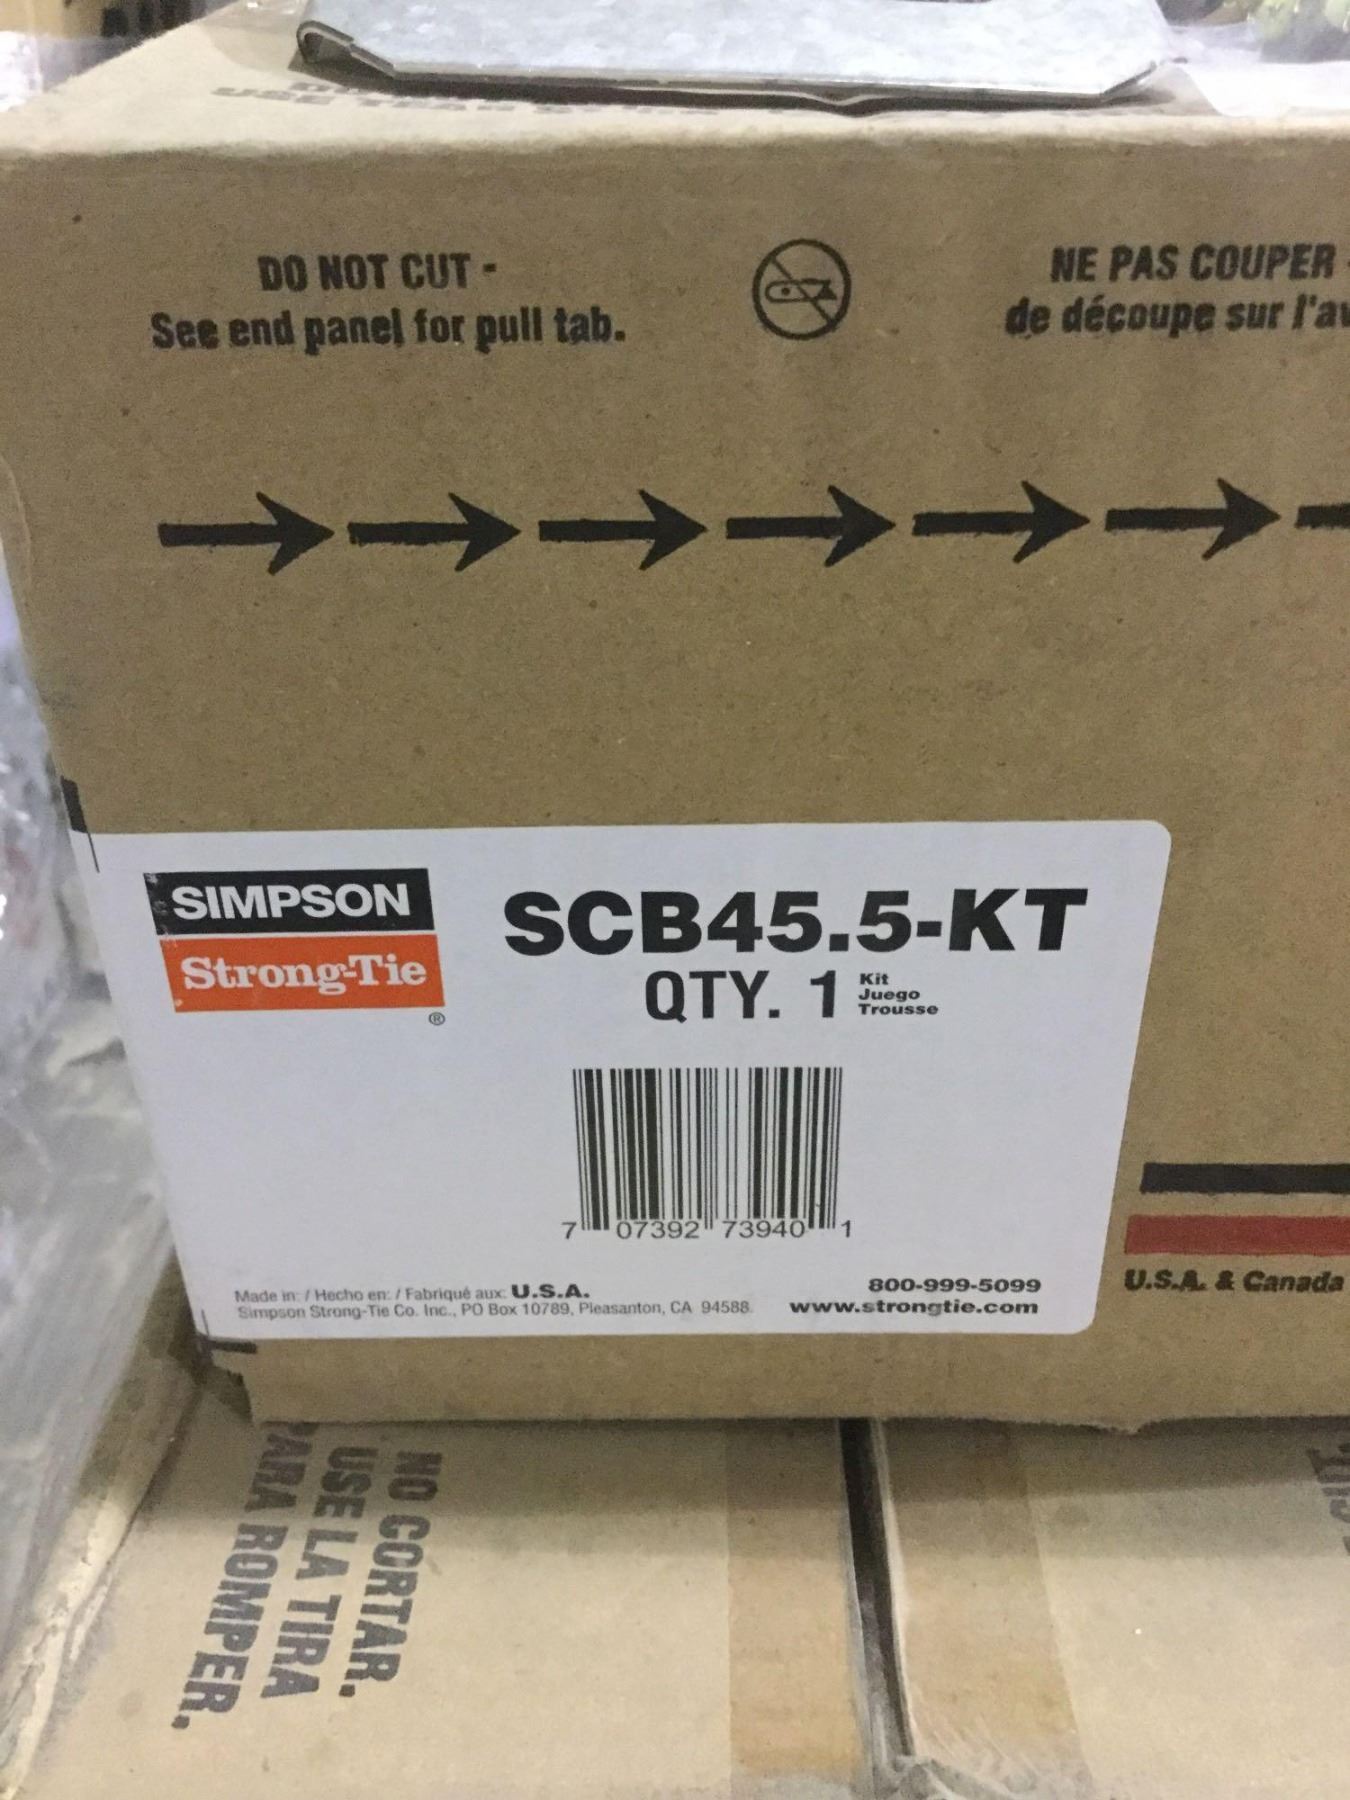 DO NOT CUT -
See end panel for pull tab.
NE PAS COUPER -
de découpe sur l'av
SIMPSON
Strong-Tie
®
SCB45.5-KT
QTY. 1 Kit
Juego
Trousse
7 07392 73940 1
Made in: / Hecho en: / Fabriqué aux: U.S.A.
Simpson Strong-Tie Co. Inc., PO Box 10789, Pleasanton, CA 94588.
800-999-5099
www.strongtie.com
U.S.A. & Canada
NO CORTAR.
USE LA TIRA
PARA ROMPER.